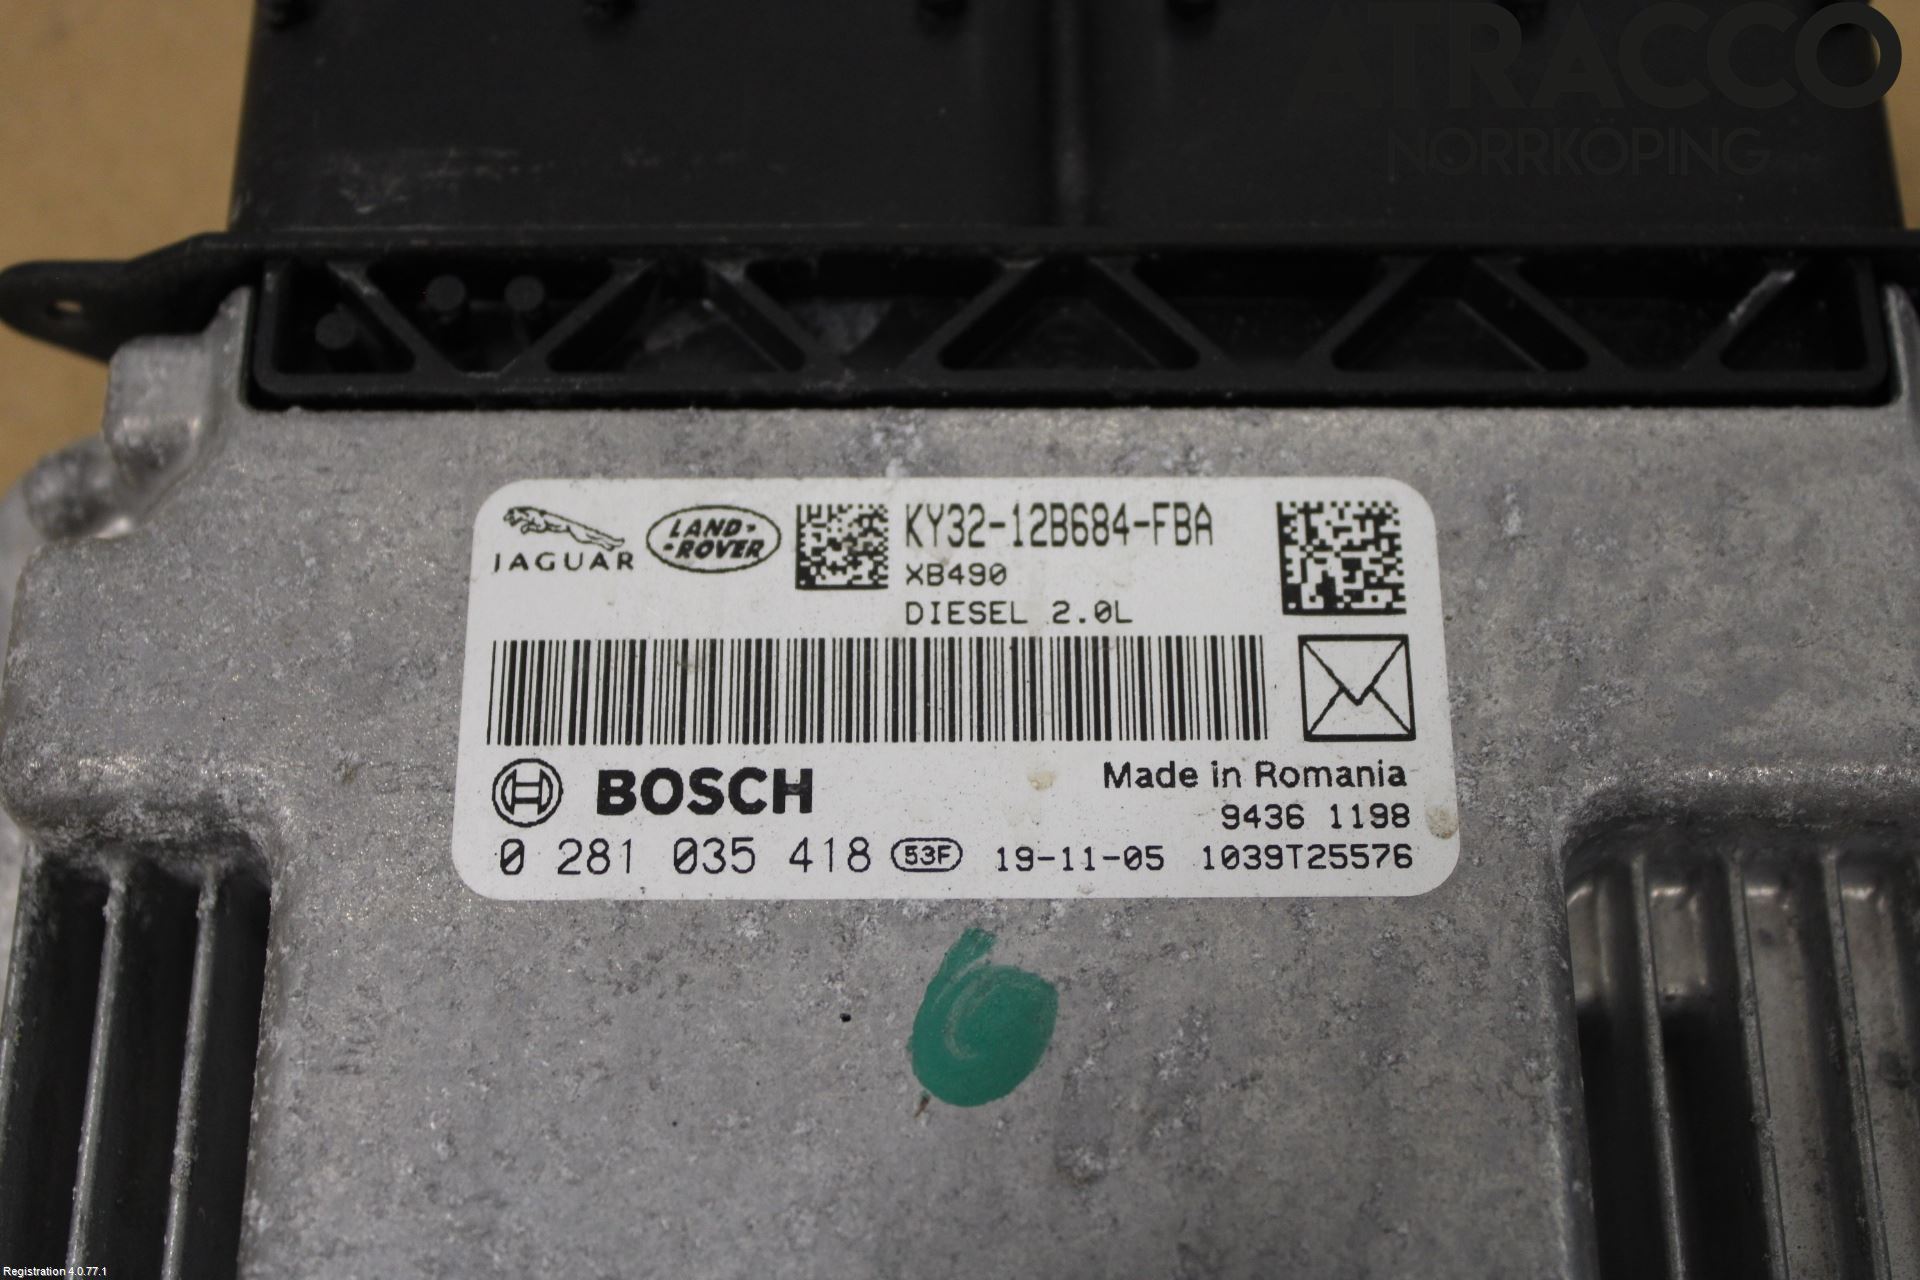 ATRACCO
NORRKÖPING
JAGUAR
LAND-
-ROVER
KY32-12B684-FBA
XB490
DIESEL 2.0L
BOSCH
Made in Romania
9436 1198
0 281 035 418 53F 19-11-05 1039T25576
Registration 4.0.77.1